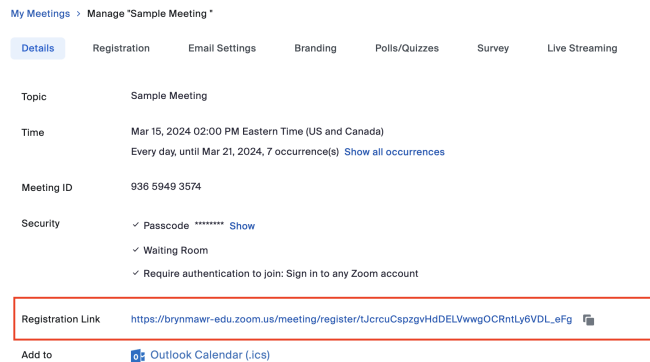 My Meetings > Manage "Sample Meeting "
Details Registration Email Settings Branding Polls/Quizzes Survey Live Streaming
Topic Sample Meeting
Time Mar 15, 2024 02:00 PM Eastern Time (US and Canada)
Every day, until Mar 21, 2024, 7 occurrence(s) Show all occurrences
Meeting ID 936 5949 3574
Security ✓ Passcode ******** Show
✓ Waiting Room
✓ Require authentication to join: Sign in to any Zoom account
Registration Link https://brynmawr-edu.zoom.us/meeting/register/tJcrcuCspzgvHdDELVwwgOCRntLy6VDL_eFg
Add to Outlook Calendar (.ics)